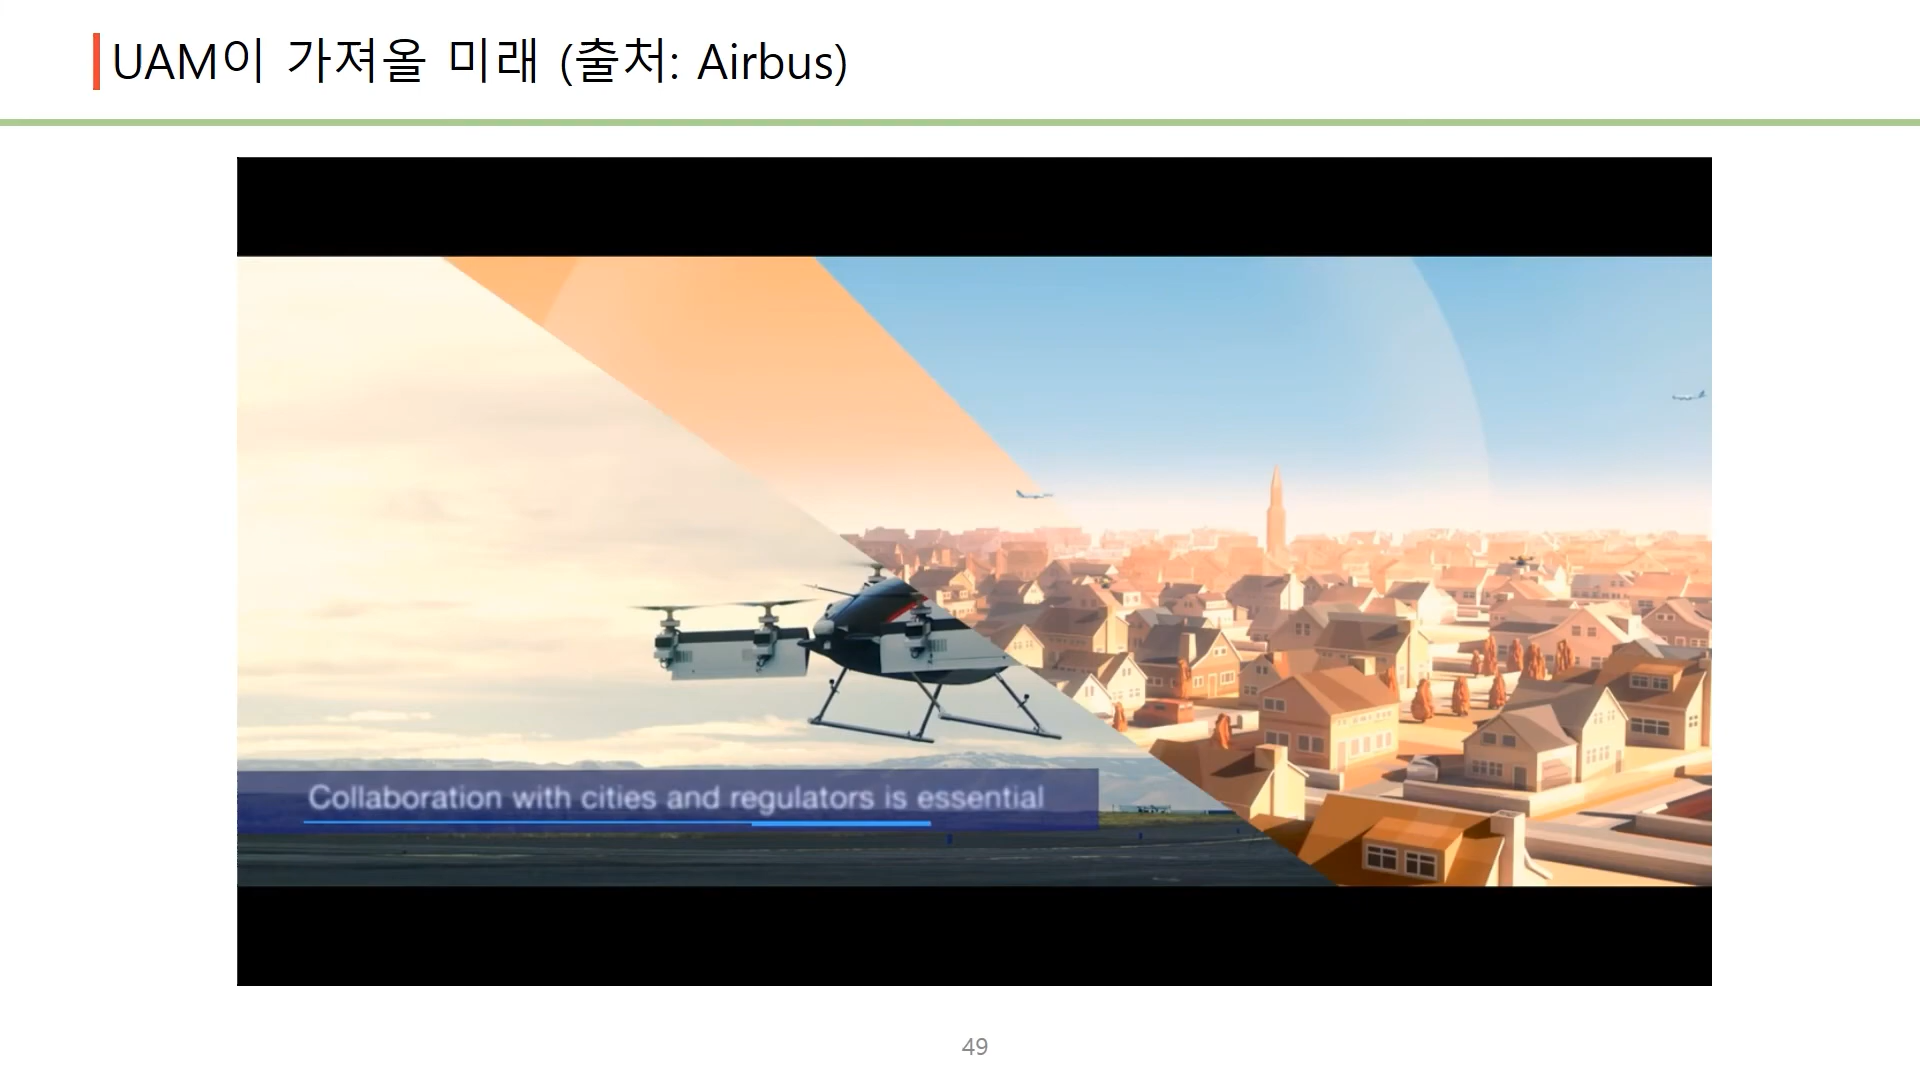 UAM이 가져올 미래 (출처: Airbus)
Collaboration with cities and regulators is essential
49